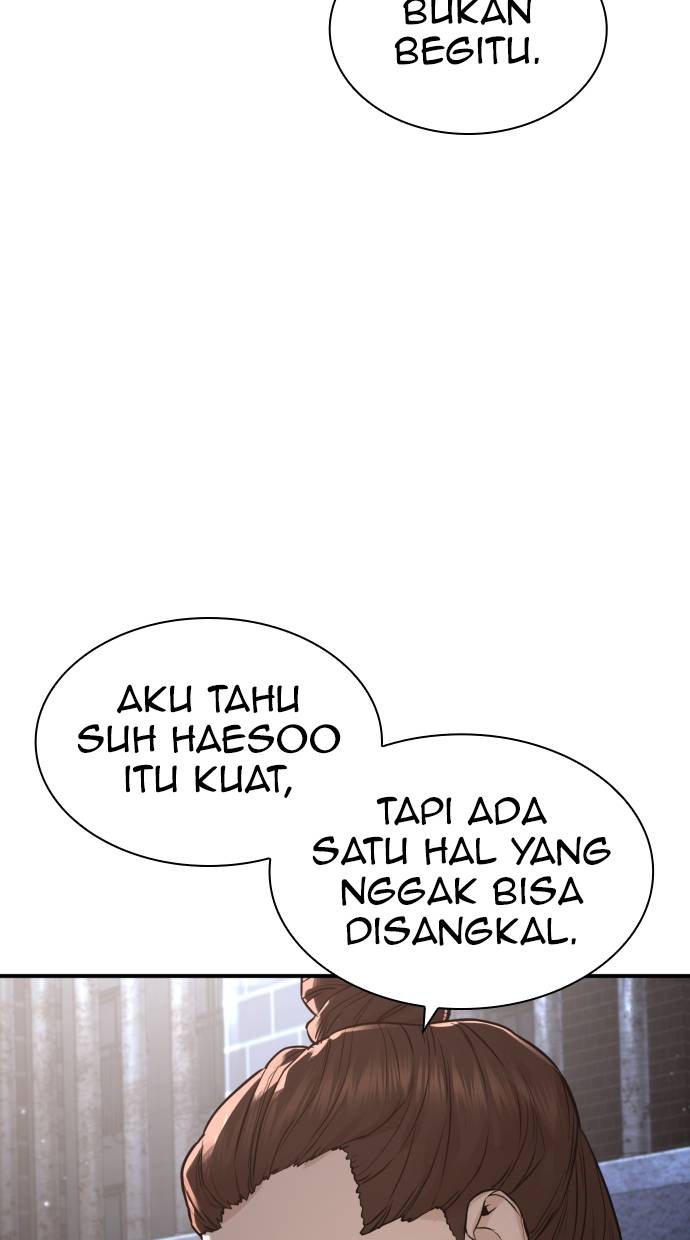 BUKAN
BEGITU.
AKU TAHU
SUH HAESOO
ITU KUAT,
TAPI ADA
SATU HAL YANG
NGGAK BISA
DISANGKAL.